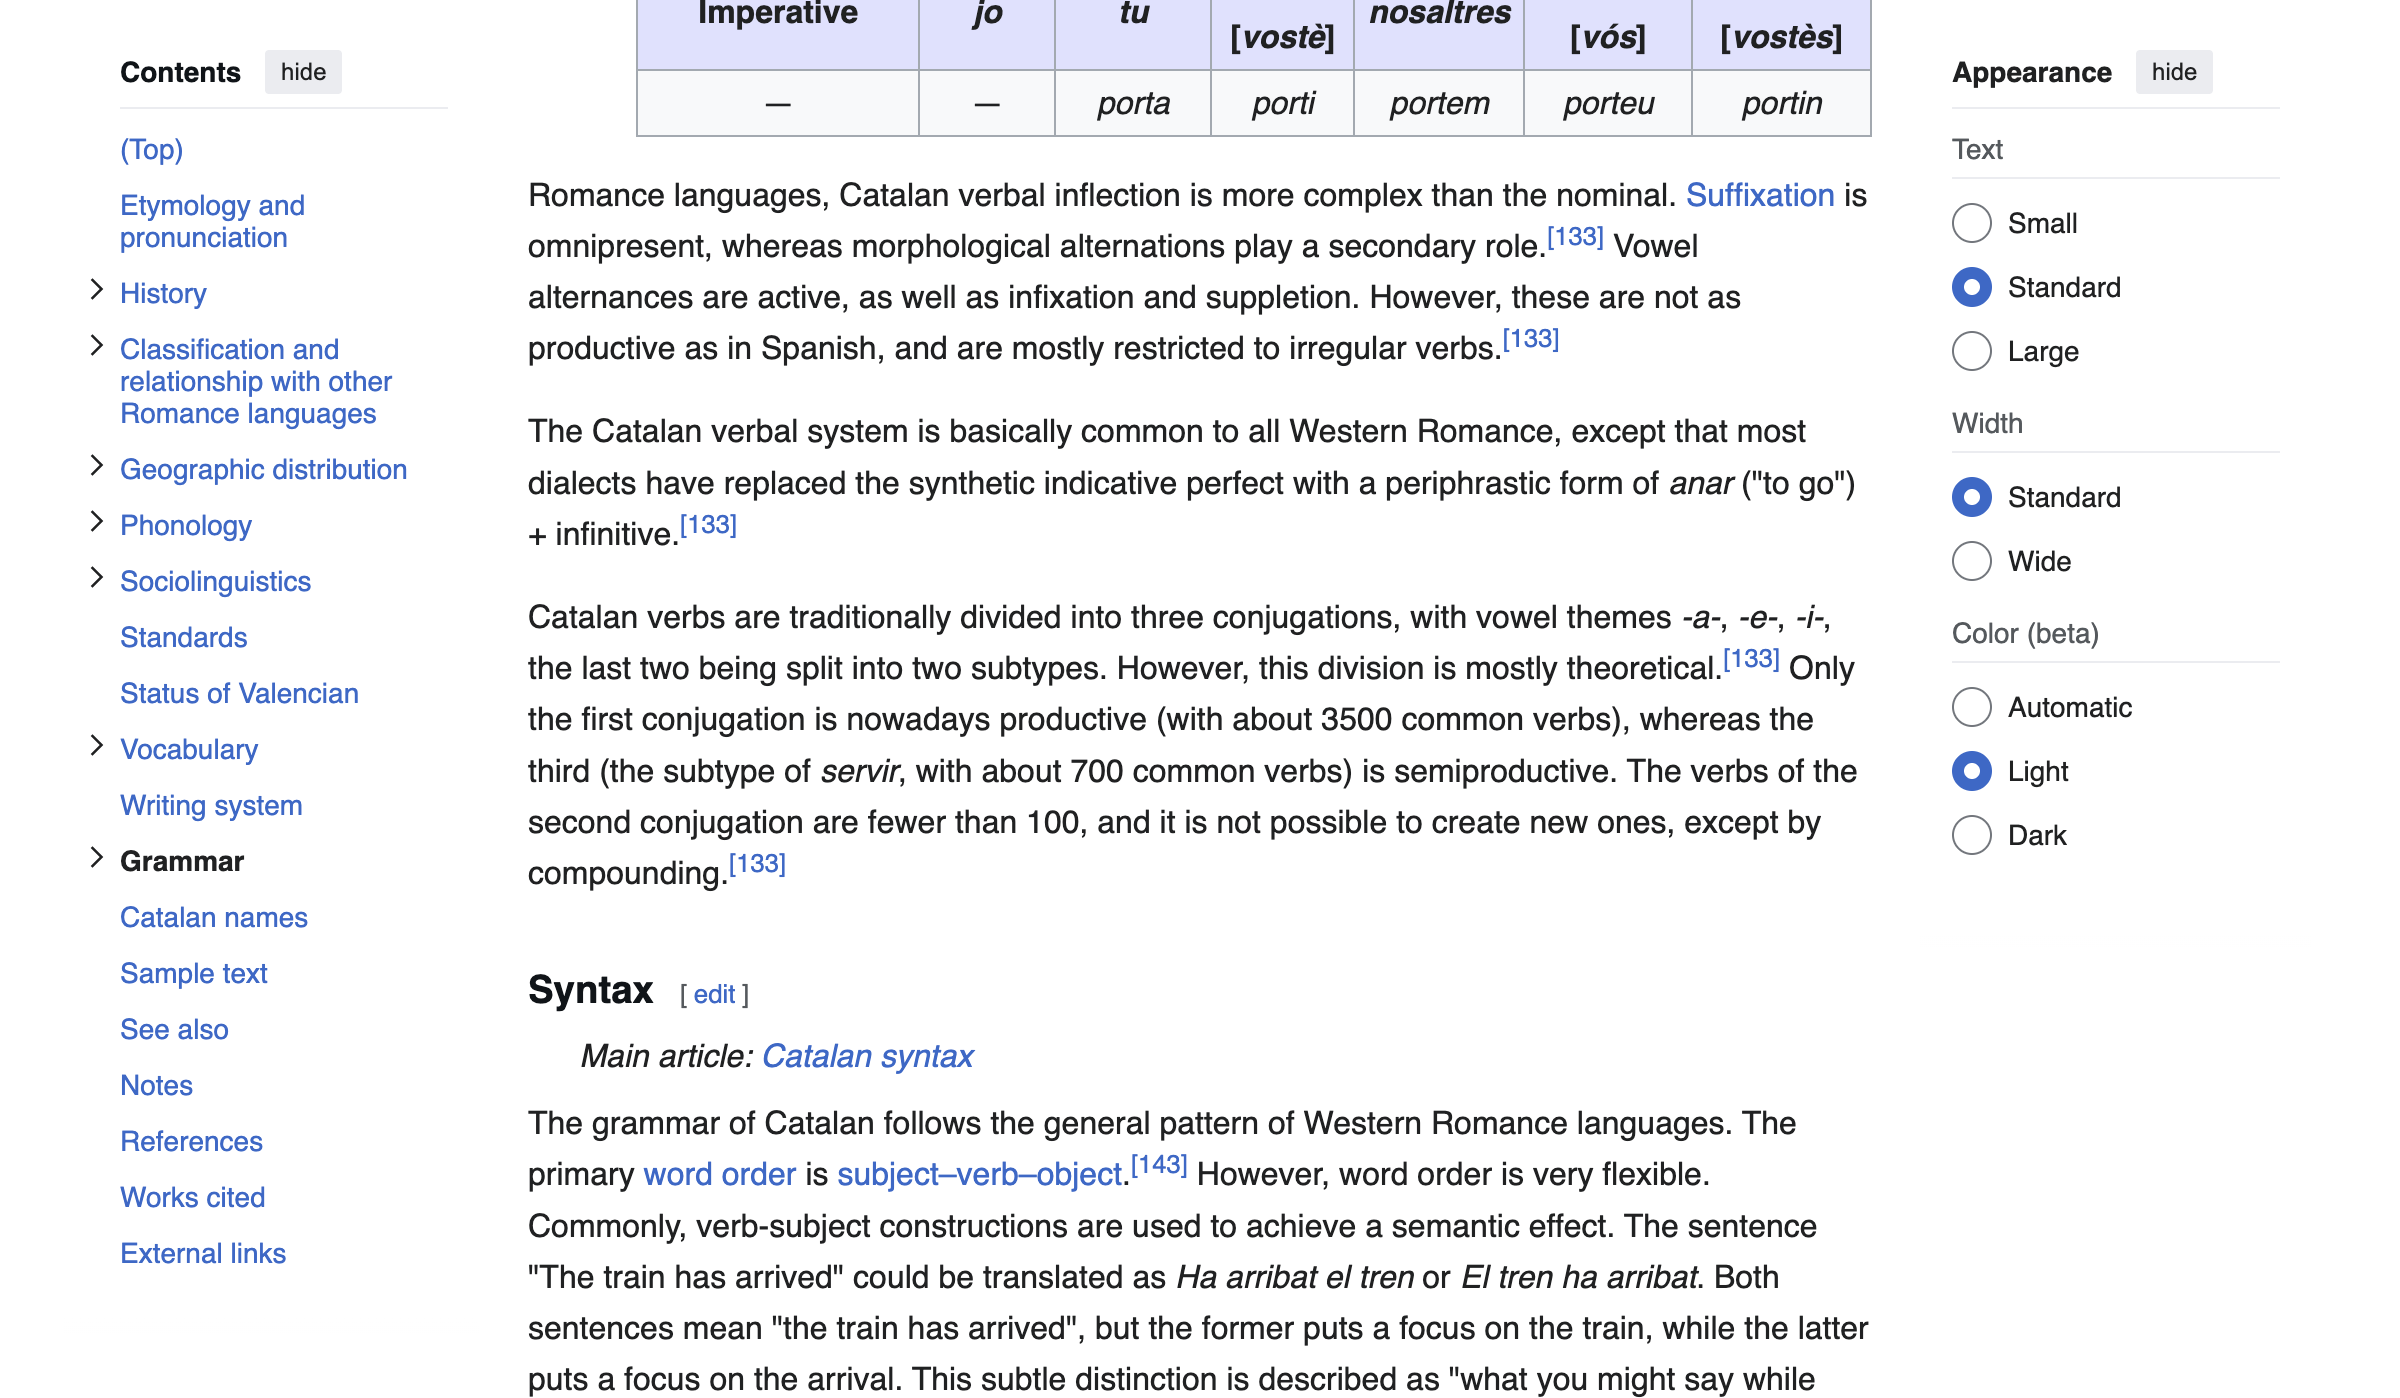 Contents hide
(Top)
Etymology and
pronunciation
History
Classification and
relationship with other
Romance languages
Geographic distribution
Phonology
Sociolinguistics
Standards
Status of Valencian
Vocabulary
Writing system
Grammar
Catalan names
Sample text
See also
Notes
References
Works cited
External links
Imperative jo tu [vostè] nosaltres [vós] [vostès]
— — porta porti portem porteu portin
Romance languages, Catalan verbal inflection is more complex than the nominal. Suffixation is
omnipresent, whereas morphological alternations play a secondary role.[133] Vowel
alternances are active, as well as infixation and suppletion. However, these are not as
productive as in Spanish, and are mostly restricted to irregular verbs.[133]
The Catalan verbal system is basically common to all Western Romance, except that most
dialects have replaced the synthetic indicative perfect with a periphrastic form of anar ("to go")
+ infinitive.[133]
Catalan verbs are traditionally divided into three conjugations, with vowel themes -a-, -e-, -i-,
the last two being split into two subtypes. However, this division is mostly theoretical.[133] Only
the first conjugation is nowadays productive (with about 3500 common verbs), whereas the
third (the subtype of servir, with about 700 common verbs) is semiproductive. The verbs of the
second conjugation are fewer than 100, and it is not possible to create new ones, except by
compounding.[133]
Syntax [ edit ]
Main article: Catalan syntax
The grammar of Catalan follows the general pattern of Western Romance languages. The
primary word order is subject–verb–object.[143] However, word order is very flexible.
Commonly, verb-subject constructions are used to achieve a semantic effect. The sentence
"The train has arrived" could be translated as Ha arribat el tren or El tren ha arribat. Both
sentences mean "the train has arrived", but the former puts a focus on the train, while the latter
puts a focus on the arrival. This subtle distinction is described as "what you might say while
Appearance hide
Text
Small
Standard
Large
Width
Standard
Wide
Color (beta)
Automatic
Light
Dark